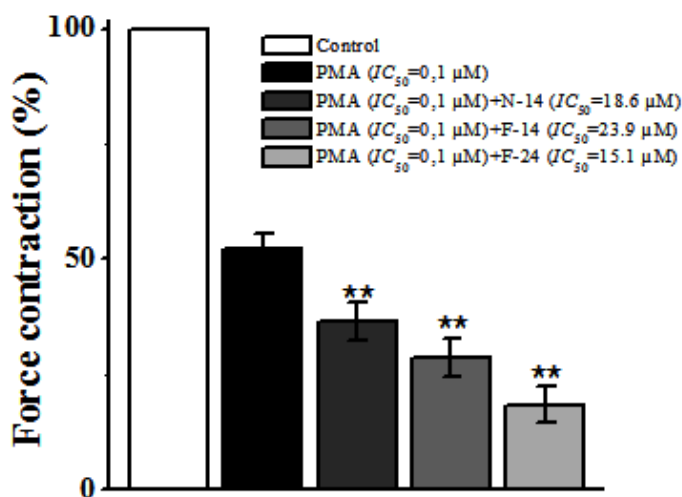 100
50
0
Force contraction (%)
Control
PMA (IC50=0,1 µM)
PMA (IC50=0,1 µM)+N-14 (IC50=18.6 µM)
PMA (IC50=0,1 µM)+F-14 (IC50=23.9 µM)
PMA (IC50=0,1 µM)+F-24 (IC50=15.1 µM)
**
**
**